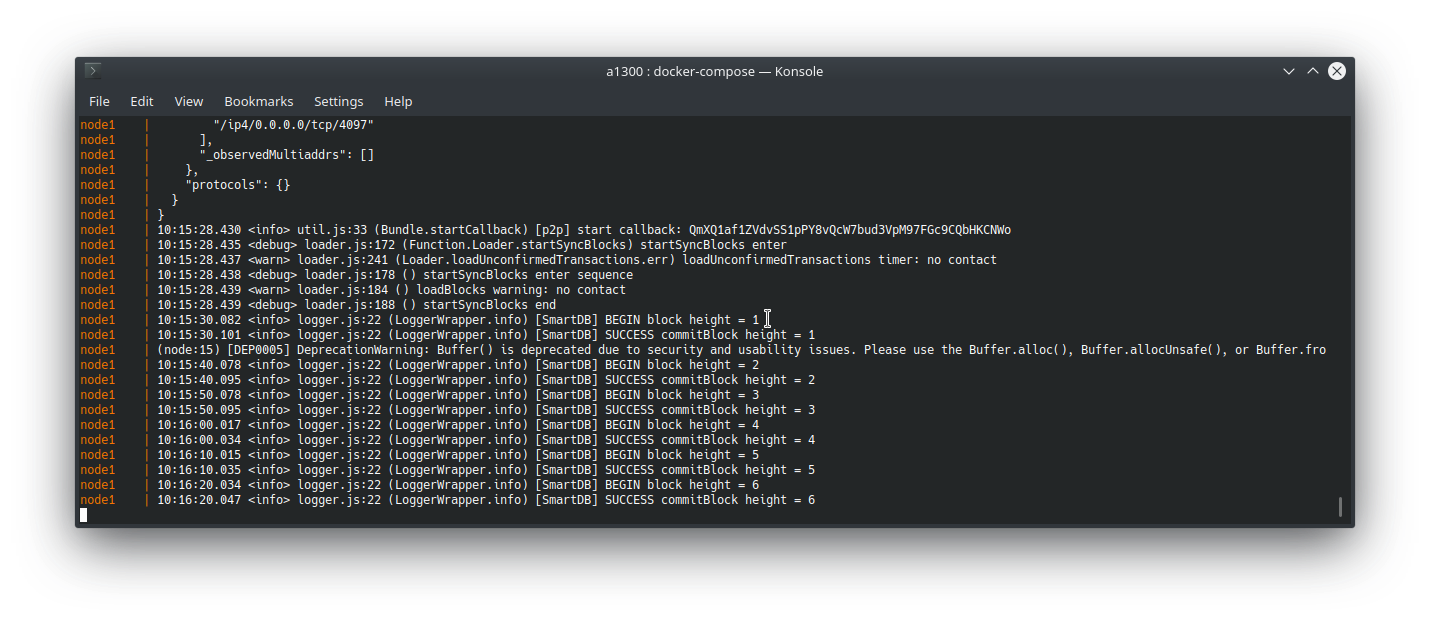 a1300 : docker-compose — Konsole
File Edit View Bookmarks Settings Help
node1 | "/ip4/0.0.0.0/tcp/4097"
node1 | ],
node1 | "_observedMultiaddrs": []
node1 | },
node1 | "protocols": {}
node1 | }
node1 | }
node1 | 10:15:28.430 <info> util.js:33 (Bundle.startCallback) [p2p] start callback: QmXQ1af1ZVdvSS1pPY8vQcW7bud3VpM97FGc9CQbHKCNWo
node1 | 10:15:28.435 <debug> loader.js:172 (Function.Loader.startSyncBlocks) startSyncBlocks enter
node1 | 10:15:28.437 <warn> loader.js:241 (Loader.loadUnconfirmedTransactions.err) loadUnconfirmedTransactions timer: no contact
node1 | 10:15:28.438 <debug> loader.js:178 () startSyncBlocks enter sequence
node1 | 10:15:28.439 <warn> loader.js:184 () loadBlocks warning: no contact
node1 | 10:15:28.439 <debug> loader.js:188 () startSyncBlocks end
node1 | 10:15:30.082 <info> logger.js:22 (LoggerWrapper.info) [SmartDB] BEGIN block height = 1
node1 | 10:15:30.101 <info> logger.js:22 (LoggerWrapper.info) [SmartDB] SUCCESS commitBlock height = 1
node1 | (node:15) [DEP0005] DeprecationWarning: Buffer() is deprecated due to security and usability issues. Please use the Buffer.alloc(), Buffer.allocUnsafe(), or Buffer.fro
node1 | 10:15:40.078 <info> logger.js:22 (LoggerWrapper.info) [SmartDB] BEGIN block height = 2
node1 | 10:15:40.095 <info> logger.js:22 (LoggerWrapper.info) [SmartDB] SUCCESS commitBlock height = 2
node1 | 10:15:50.078 <info> logger.js:22 (LoggerWrapper.info) [SmartDB] BEGIN block height = 3
node1 | 10:15:50.095 <info> logger.js:22 (LoggerWrapper.info) [SmartDB] SUCCESS commitBlock height = 3
node1 | 10:16:00.017 <info> logger.js:22 (LoggerWrapper.info) [SmartDB] BEGIN block height = 4
node1 | 10:16:00.034 <info> logger.js:22 (LoggerWrapper.info) [SmartDB] SUCCESS commitBlock height = 4
node1 | 10:16:10.015 <info> logger.js:22 (LoggerWrapper.info) [SmartDB] BEGIN block height = 5
node1 | 10:16:10.035 <info> logger.js:22 (LoggerWrapper.info) [SmartDB] SUCCESS commitBlock height = 5
node1 | 10:16:20.034 <info> logger.js:22 (LoggerWrapper.info) [SmartDB] BEGIN block height = 6
node1 | 10:16:20.047 <info> logger.js:22 (LoggerWrapper.info) [SmartDB] SUCCESS commitBlock height = 6